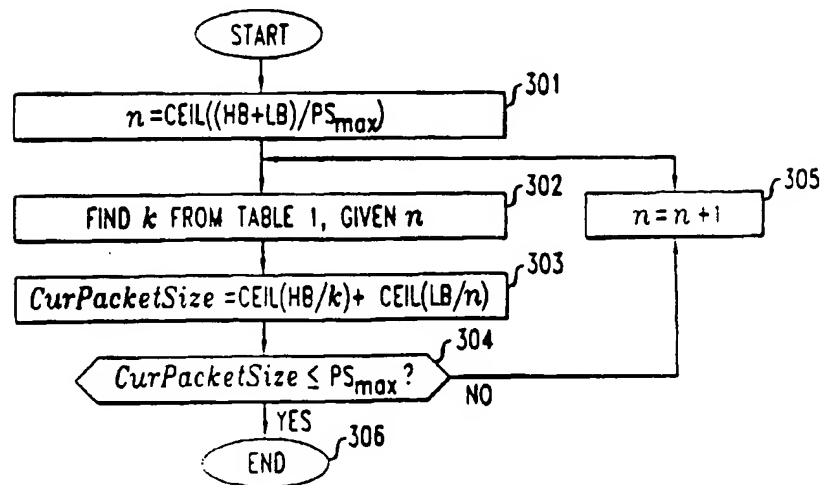 START
301
n=CEIL((HB+LB)/PSmax)
302
305
FIND k FROM TABLE 1, GIVEN n
n=n+1
303
CurPacketSize =CEIL(HB/k)+ CEIL(LB/n)
304
CurPacketSize ≤ PSmax?
NO
YES
306
END